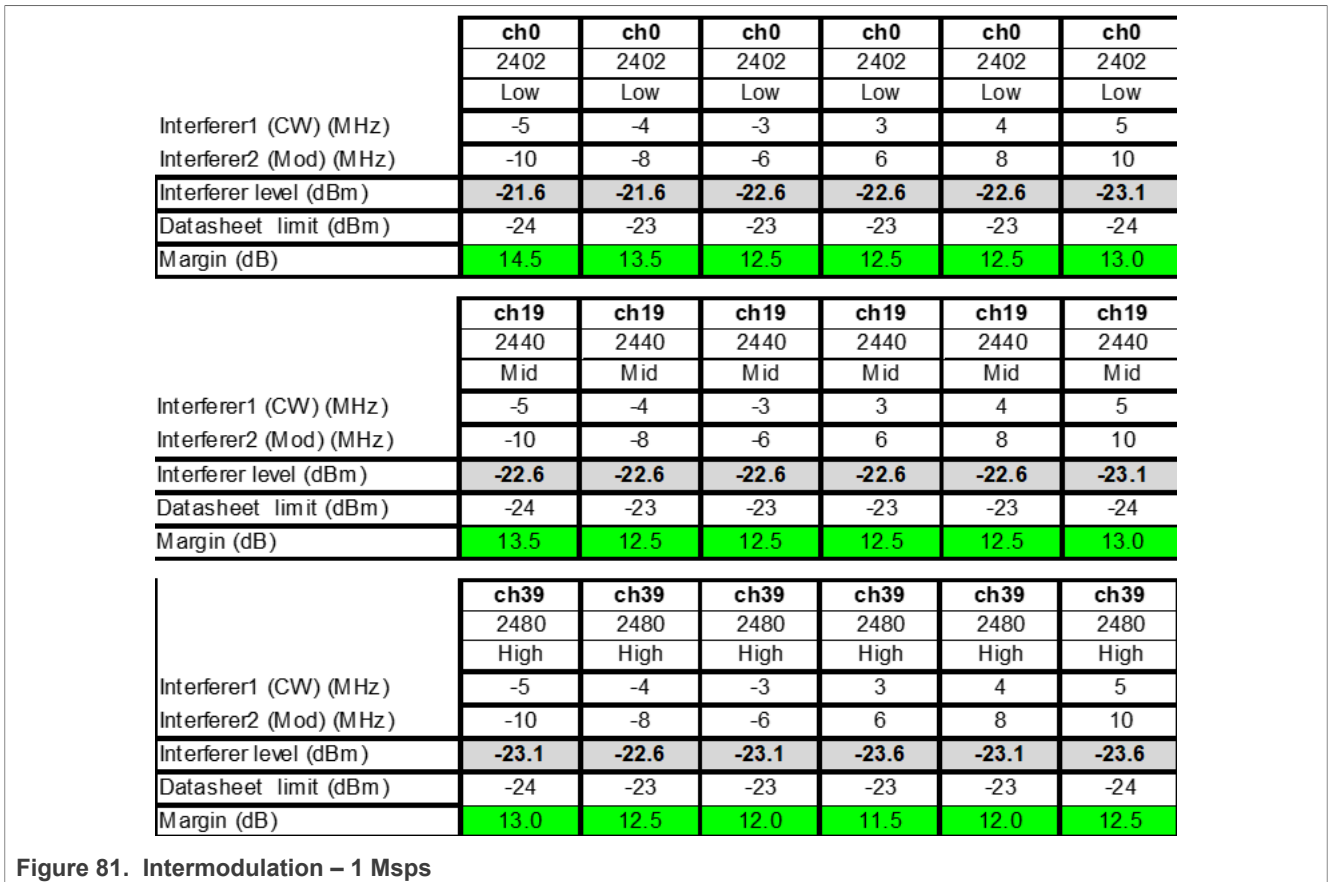 ch0 ch0 ch0 ch0 ch0 ch0
2402 2402 2402 2402 2402 2402
Low Low Low Low Low Low
Interferer1 (CW) (MHz) -5 -4 -3 3 4 5
Interferer2 (Mod) (MHz) -10 -8 -6 6 8 10
Interferer level (dBm) -21.6 -21.6 -22.6 -22.6 -22.6 -23.1
Datasheet limit (dBm) -24 -23 -23 -23 -23 -24
Margin (dB) 14.5 13.5 12.5 12.5 12.5 13.0
ch19 ch19 ch19 ch19 ch19 ch19
2440 2440 2440 2440 2440 2440
Mid Mid Mid Mid Mid Mid
Interferer1 (CW) (MHz) -5 -4 -3 3 4 5
Interferer2 (Mod) (MHz) -10 -8 -6 6 8 10
Interferer level (dBm) -22.6 -22.6 -22.6 -22.6 -22.6 -23.1
Datasheet limit (dBm) -24 -23 -23 -23 -23 -24
Margin (dB) 13.5 12.5 12.5 12.5 12.5 13.0
ch39 ch39 ch39 ch39 ch39 ch39
2480 2480 2480 2480 2480 2480
High High High High High High
Interferer1 (CW) (MHz) -5 -4 -3 3 4 5
Interferer2 (Mod) (MHz) -10 -8 -6 6 8 10
Interferer level (dBm) -23.1 -22.6 -23.1 -23.6 -23.1 -23.6
Datasheet limit (dBm) -24 -23 -23 -23 -23 -24
Margin (dB) 13.0 12.5 12.0 11.5 12.0 12.5
Figure 81. Intermodulation – 1 Msps